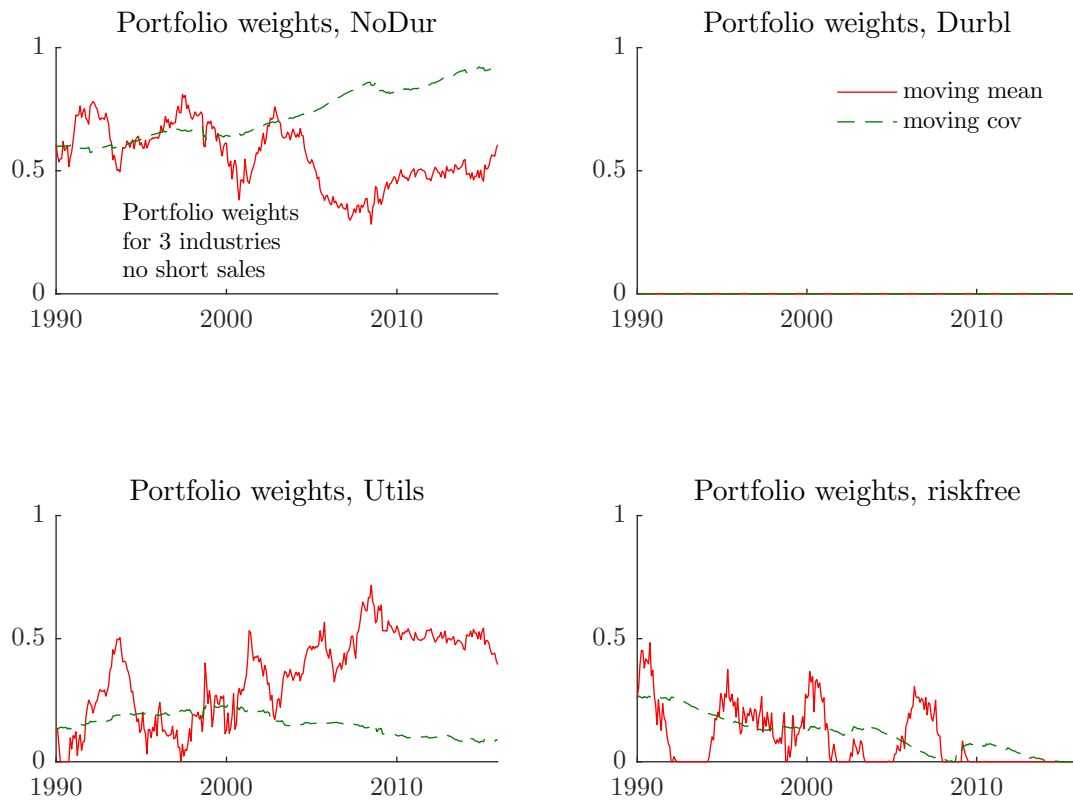 Portfolio weights, NoDur
1
0.5
0
Portfolio weights
for 3 industries
no short sales
1990
2000
2010
Portfolio weights, Durbl
1
0.5
0
moving mean
moving cov
1990
2000
2010
Portfolio weights, Utils
1
0.5
0
1990
2000
2010
Portfolio weights, riskfree
1
0.5
0
1990
2000
2010